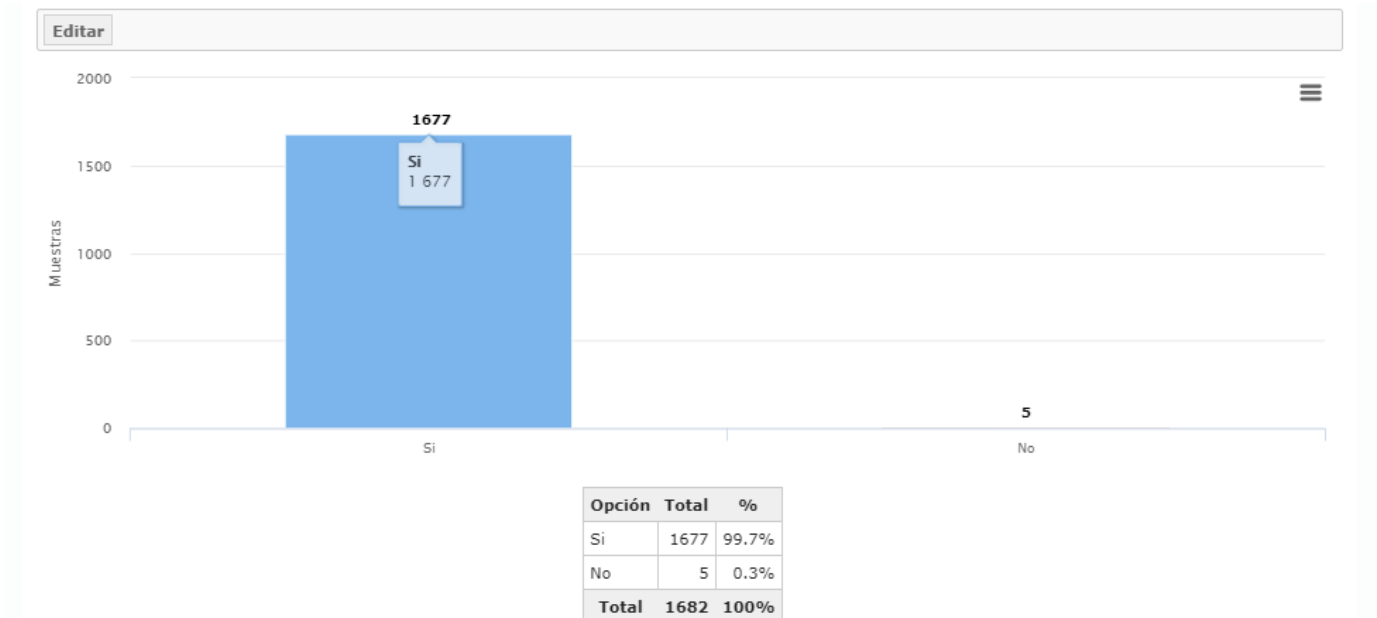 Editar
2000
1677
Si
1 677
1500
Muestras
1000
500
5
0
Si No
Opción Total %
Si 1677 99.7%
No 5 0.3%
Total 1682 100%